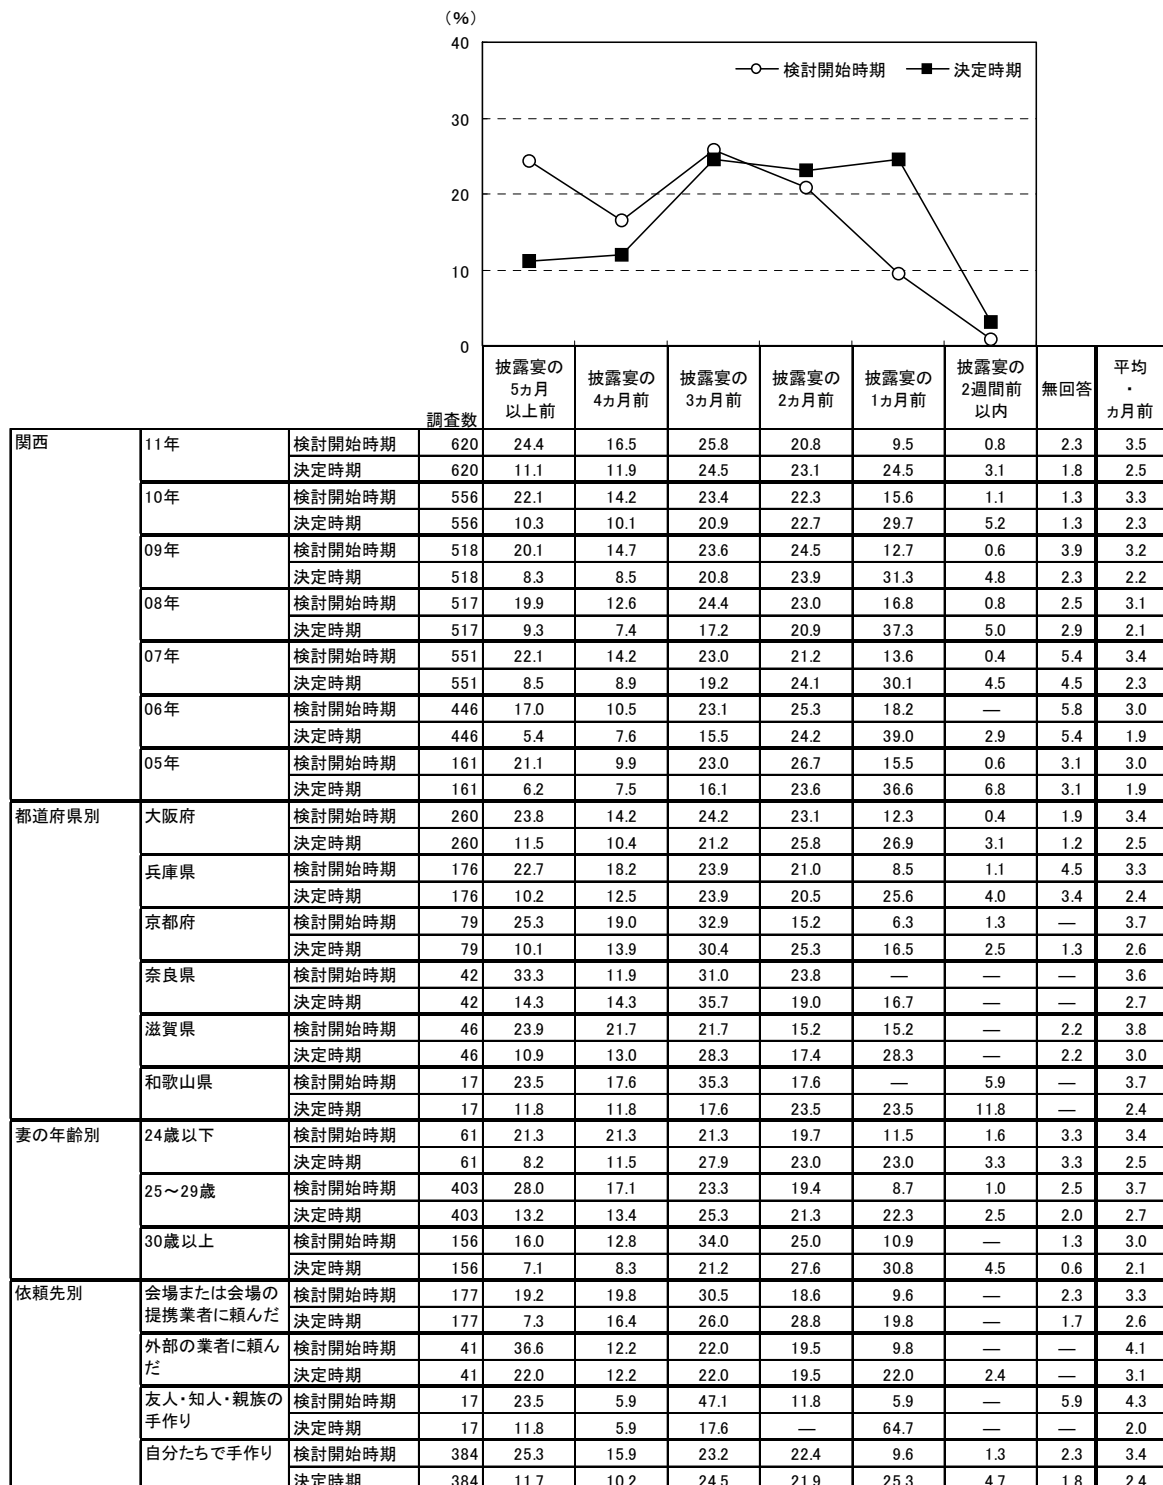 （%）
40
30
20
10
0
検討開始時期 決定時期
調査数 披露宴の5ヵ月以上前 披露宴の4ヵ月前 披露宴の3ヵ月前 披露宴の2ヵ月前 披露宴の1ヵ月前 披露宴の2週間前以内 無回答 平均・ヵ月前
関西 11年 検討開始時期 620 24.4 16.5 25.8 20.8 9.5 0.8 2.3 3.5
決定時期 620 11.1 11.9 24.5 23.1 24.5 3.1 1.8 2.5
10年 検討開始時期 556 22.1 14.2 23.4 22.3 15.6 1.1 1.3 3.3
決定時期 556 10.3 10.1 20.9 22.7 29.7 5.2 1.3 2.3
09年 検討開始時期 518 20.1 14.7 23.6 24.5 12.7 0.6 3.9 3.2
決定時期 518 8.3 8.5 20.8 23.9 31.3 4.8 2.3 2.2
08年 検討開始時期 517 19.9 12.6 24.4 23.0 16.8 0.8 2.5 3.1
決定時期 517 9.3 7.4 17.2 20.9 37.3 5.0 2.9 2.1
07年 検討開始時期 551 22.1 14.2 23.0 21.2 13.6 0.4 5.4 3.4
決定時期 551 8.5 8.9 19.2 24.1 30.1 4.5 4.5 2.3
06年 検討開始時期 446 17.0 10.5 23.1 25.3 18.2 — 5.8 3.0
決定時期 446 5.4 7.6 15.5 24.2 39.0 2.9 5.4 1.9
05年 検討開始時期 161 21.1 9.9 23.0 26.7 15.5 0.6 3.1 3.0
決定時期 161 6.2 7.5 16.1 23.6 36.6 6.8 3.1 1.9
都道府県別 大阪府 検討開始時期 260 23.8 14.2 24.2 23.1 12.3 0.4 1.9 3.4
決定時期 260 11.5 10.4 21.2 25.8 26.9 3.1 1.2 2.5
兵庫県 検討開始時期 176 22.7 18.2 23.9 21.0 8.5 1.1 4.5 3.3
決定時期 176 10.2 12.5 23.9 20.5 25.6 4.0 3.4 2.4
京都府 検討開始時期 79 25.3 19.0 32.9 15.2 6.3 1.3 — 3.7
決定時期 79 10.1 13.9 30.4 25.3 16.5 2.5 1.3 2.6
奈良県 検討開始時期 42 33.3 11.9 31.0 23.8 — — — 3.6
決定時期 42 14.3 14.3 35.7 19.0 16.7 — — 2.7
滋賀県 検討開始時期 46 23.9 21.7 21.7 15.2 15.2 — 2.2 3.8
決定時期 46 10.9 13.0 28.3 17.4 28.3 — 2.2 3.0
和歌山県 検討開始時期 17 23.5 17.6 35.3 17.6 — 5.9 — 3.7
決定時期 17 11.8 11.8 17.6 23.5 23.5 11.8 — 2.4
妻の年齢別 24歳以下 検討開始時期 61 21.3 21.3 21.3 19.7 11.5 1.6 3.3 3.4
決定時期 61 8.2 11.5 27.9 23.0 23.0 3.3 3.3 2.5
25～29歳 検討開始時期 403 28.0 17.1 23.3 19.4 8.7 1.0 2.5 3.7
決定時期 403 13.2 13.4 25.3 21.3 22.3 2.5 2.0 2.7
30歳以上 検討開始時期 156 16.0 12.8 34.0 25.0 10.9 — 1.3 3.0
決定時期 156 7.1 8.3 21.2 27.6 30.8 4.5 0.6 2.1
依頼先別 会場または会場の提携業者に頼んだ 検討開始時期 177 19.2 19.8 30.5 18.6 9.6 — 2.3 3.3
決定時期 177 7.3 16.4 26.0 28.8 19.8 — 1.7 2.6
外部の業者に頼んだ 検討開始時期 41 36.6 12.2 22.0 19.5 9.8 — — 4.1
決定時期 41 22.0 12.2 22.0 19.5 22.0 2.4 — 3.1
友人・知人・親族の手作り 検討開始時期 17 23.5 5.9 47.1 11.8 5.9 — 5.9 4.3
決定時期 17 11.8 5.9 17.6 — 64.7 — — 2.0
自分たちで手作り 検討開始時期 384 25.3 15.9 23.2 22.4 9.6 1.3 2.3 3.4
決定時期 384 11.7 10.2 24.5 21.9 25.3 4.7 1.8 2.4